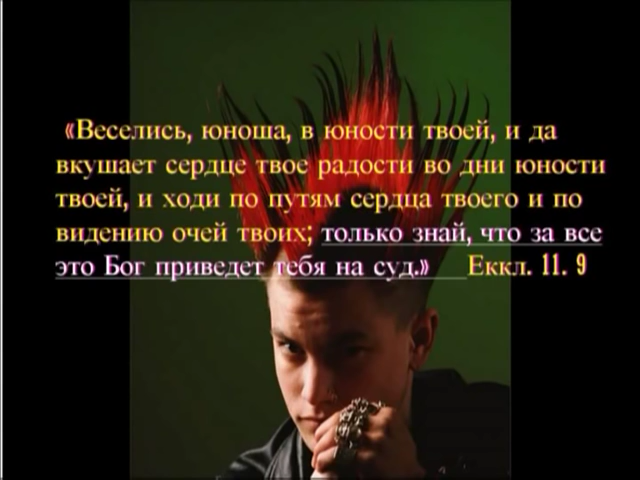 «Веселись, юноша, в юности твоей, и да
вкушает сердце твое радости во дни юности
твоей, и ходи по путям сердца твоего и по
видению очей твоих; только знай, что за все
это Бог приведет тебя на суд.» Еккл. 11. 9